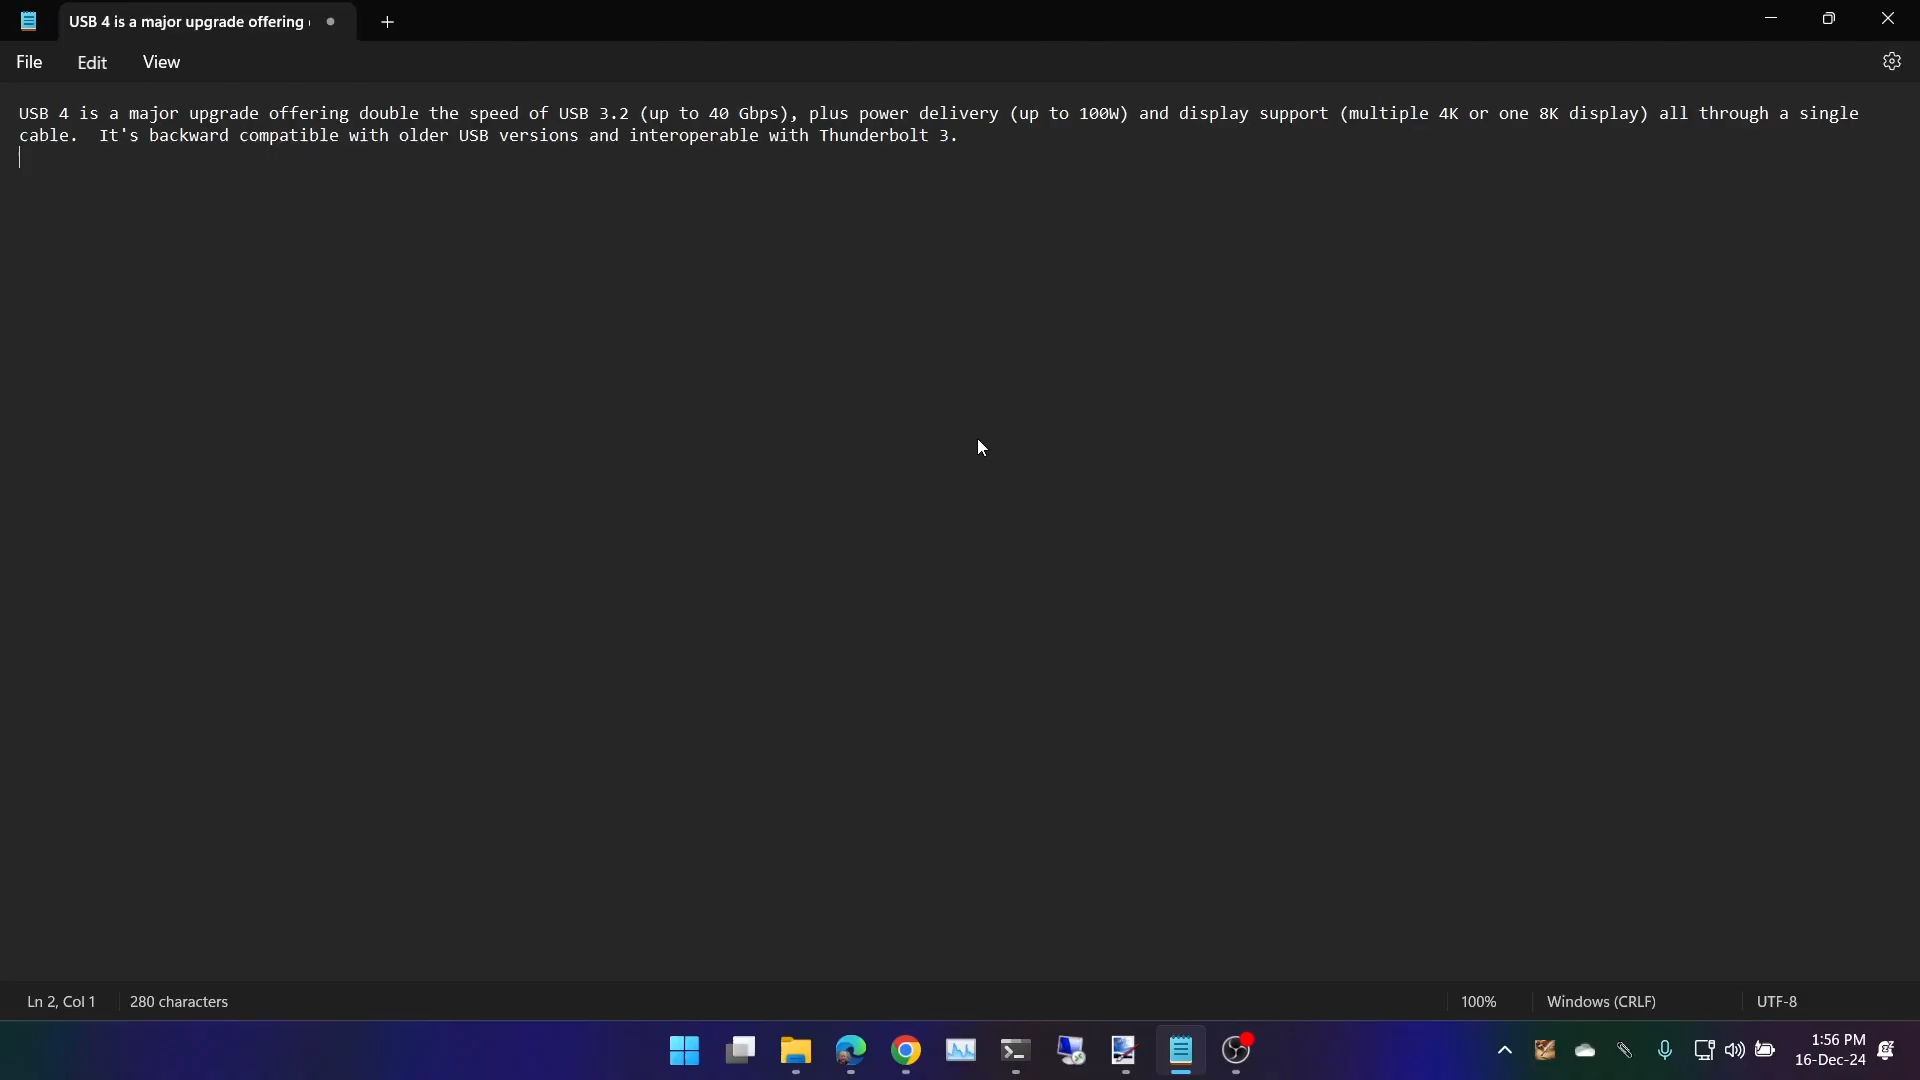 USB 4 is a major upgrade offering
File Edit View
USB 4 is a major upgrade offering double the speed of USB 3.2 (up to 40 Gbps), plus power delivery (up to 100W) and display support (multiple 4K or one 8K display) all through a single
cable.  It's backward compatible with older USB versions and interoperable with Thunderbolt 3.
Ln 2, Col 1 280 characters 100% Windows (CRLF) UTF-8
1:56 PM
16-Dec-24